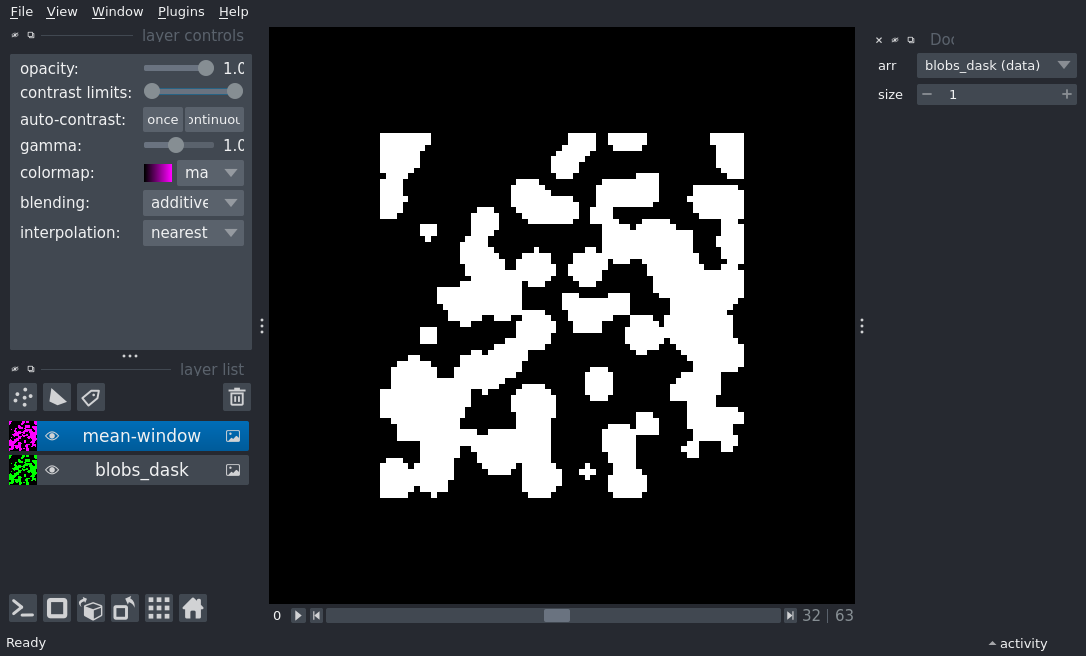 File View Window Plugins Help
layer controls
opacity: 1.0
contrast limits:
auto-contrast: once
gamma: 1.0
colormap: ma
blending: additive
interpolation: nearest
layer list
mean-window
blobs_dask
0 32 | 63
Ready
arr blobs_dask (data)
size 1
activity